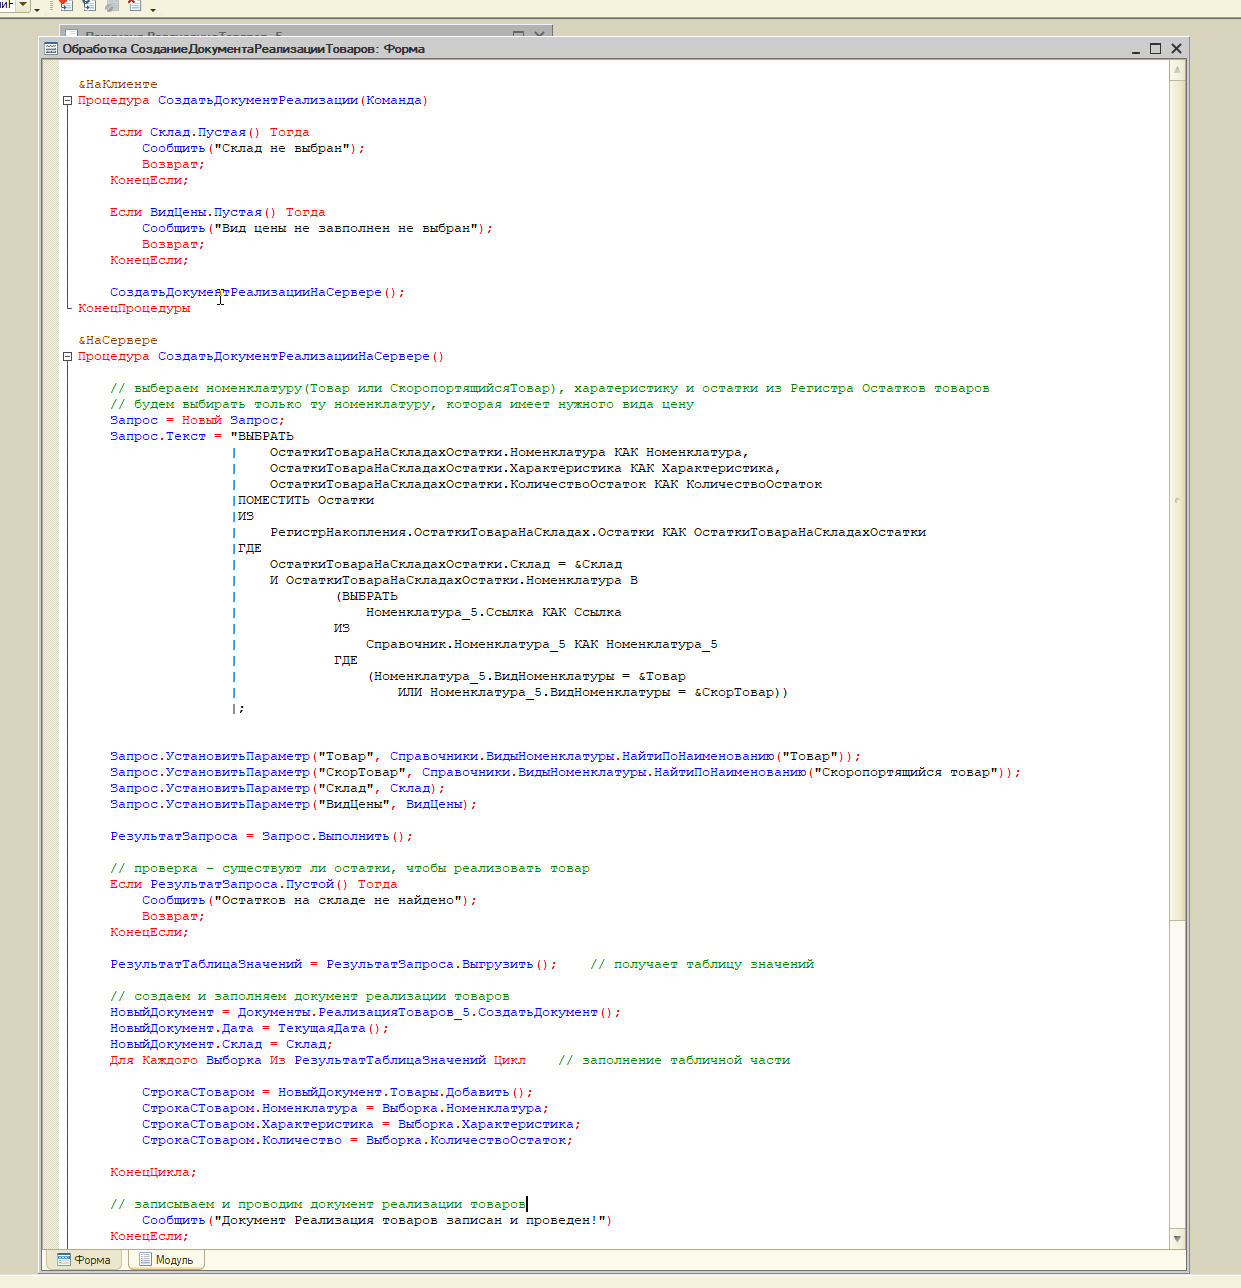 Обработка СозданиеДокументаРеализацииТоваров: Форма
&НаКлиенте
Процедура СоздатьДокументРеализации(Команда)
Если Склад.Пустая() Тогда
Сообщить("Склад не выбран");
Возврат;
КонецЕсли;
Если ВидЦены.Пустая() Тогда
Сообщить("Вид цены не завполнен не выбран");
Возврат;
КонецЕсли;
СоздатьДокументРеализацииНаСервере();
КонецПроцедуры
&НаСервере
Процедура СоздатьДокументРеализацииНаСервере()
// выбераем номенклатуру(Товар или СкоропортящийсяТовар), харатеристику и остатки из Регистра Остатков товаров
// будем выбирать только ту номенклатуру, которая имеет нужного вида цену
Запрос = Новый Запрос;
Запрос.Текст = "ВЫБРАТЬ
| ОстаткиТовараНаСкладахОстатки.Номенклатура КАК Номенклатура,
| ОстаткиТовараНаСкладахОстатки.Характеристика КАК Характеристика,
| ОстаткиТовараНаСкладахОстатки.КоличествоОстаток КАК КоличествоОстаток
|ПОМЕСТИТЬ Остатки
|ИЗ
| РегистрНакопления.ОстаткиТовараНаСкладах.Остатки КАК ОстаткиТовараНаСкладахОстатки
|ГДЕ
| ОстаткиТовараНаСкладахОстатки.Склад = &Склад
| И ОстаткиТовараНаСкладахОстатки.Номенклатура В
| (ВЫБРАТЬ
| Номенклатура_5.Ссылка КАК Ссылка
| ИЗ
| Справочник.Номенклатура_5 КАК Номенклатура_5
| ГДЕ
| (Номенклатура_5.ВидНоменклатуры = &Товар
| ИЛИ Номенклатура_5.ВидНоменклатуры = &СкорТовар))
|;
Запрос.УстановитьПараметр("Товар", Справочники.ВидыНоменклатуры.НайтиПоНаименованию("Товар"));
Запрос.УстановитьПараметр("СкорТовар", Справочники.ВидыНоменклатуры.НайтиПоНаименованию("Скоропортящийся товар"));
Запрос.УстановитьПараметр("Склад", Склад);
Запрос.УстановитьПараметр("ВидЦены", ВидЦены);
РезультатЗапроса = Запрос.Выполнить();
// проверка - существуют ли остатки, чтобы реализовать товар
Если РезультатЗапроса.Пустой() Тогда
Сообщить("Остатков на складе не найдено");
Возврат;
КонецЕсли;
РезультатТаблицаЗначений = РезультатЗапроса.Выгрузить(); // получает таблицу значений
// создаем и заполняем документ реализации товаров
НовыйДокумент = Документы.РеализацияТоваров_5.СоздатьДокумент();
НовыйДокумент.Дата = ТекущаяДата();
НовыйДокумент.Склад = Склад;
Для Каждого Выборка Из РезультатТаблицаЗначений Цикл // заполнение табличной части
СтрокаСТоваром = НовыйДокумент.Товары.Добавить();
СтрокаСТоваром.Номенклатура = Выборка.Номенклатура;
СтрокаСТоваром.Характеристика = Выборка.Характеристика;
СтрокаСТоваром.Количество = Выборка.КоличествоОстаток;
КонецЦикла;
// записываем и проводим документ реализации товаров
Сообщить("Документ Реализация товаров записан и проведен!")
КонецЕсли;
Форма
Модуль